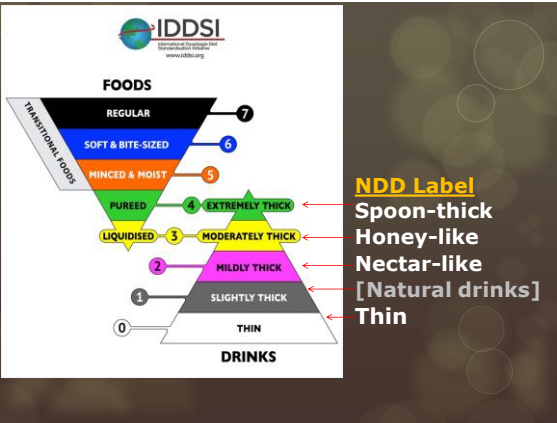 IDDSI
International Dysphagia Diet
Standardisation Initiative
www.iddsi.org
FOODS
TRANSITIONAL FOODS
REGULAR 7
SOFT & BITE-SIZED 6
MINCED & MOIST 5
PUREED 4 EXTREMELY THICK
LIQUIDISED 3 MODERATELY THICK
2 MILDLY THICK
1 SLIGHTLY THICK
0 THIN
DRINKS
NDD Label
Spoon-thick
Honey-like
Nectar-like
[Natural drinks]
Thin